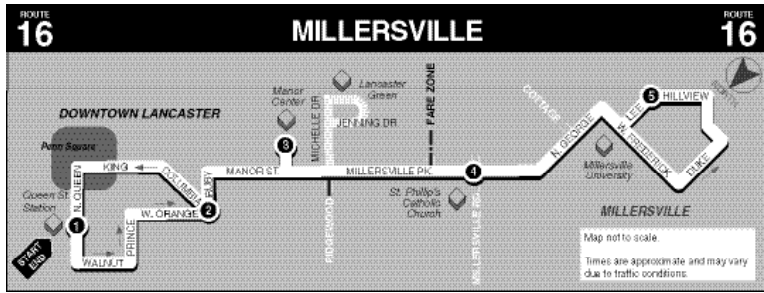 ROUTE
16
MILLERSVILLE
ROUTE
16
DOWNTOWN LANCASTER
Penn Square
KING
COLUMBIA
N. QUEEN
Queen St.
Station
1
START
END
WALNUT
PRINCE
W. ORANGE
2
RUBY
MANOR ST.
Manor
Center
3
MICHELLE DR
Lancaster
Green
JENNING DR
RIDGEWOOD
FARE ZONE
MILLERSVILLE PK.
4
St. Phillip's
Catholic
Church
MILLERSVILLE RD
COTTAGE
N. GEORGE
Millersville
University
W. FREDERICK
LEE
5
HILLVIEW
DUKE
NORTH
MILLERSVILLE
Map not to scale.
Times are approximate and may vary
due to traffic conditions.